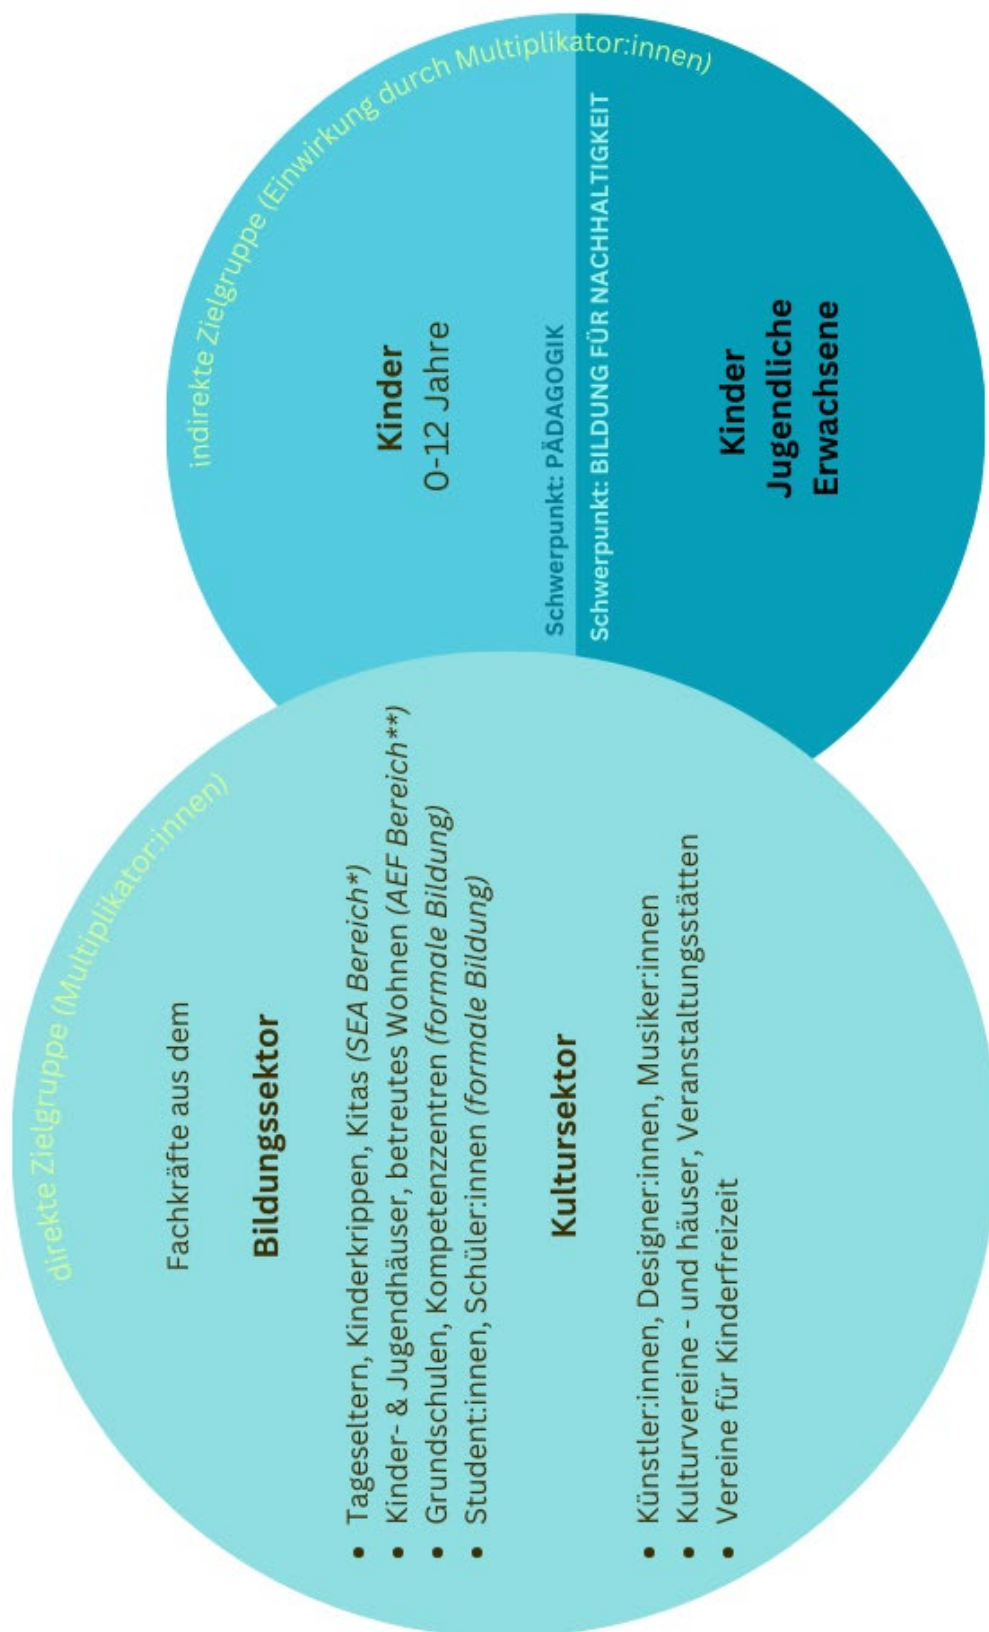 direkte Zielgruppe (Multiplikator:innen)
Fachkräfte aus dem
Bildungssektor
• Tageseltern, Kinderkrippen, Kitas (SEA Bereich*)
• Kinder- & Jugendhäuser, betreutes Wohnen (AEF Bereich**)
• Grundschulen, Kompetenzzentren (formale Bildung)
• Student:innen, Schüler:innen (formale Bildung)
Kultursektor
• Künstler:innen, Designer:innen, Musiker:innen
• Kulturvereine - und häuser, Veranstaltungsstätten
• Vereine für Kinderfreizeit
indirekte Zielgruppe (Einwirkung durch Multiplikator:innen)
Kinder
0-12 Jahre
Schwerpunkt: PÄDAGOGIK
Schwerpunkt: BILDUNG FÜR NACHHALTIGKEIT
Kinder
Jugendliche
Erwachsene